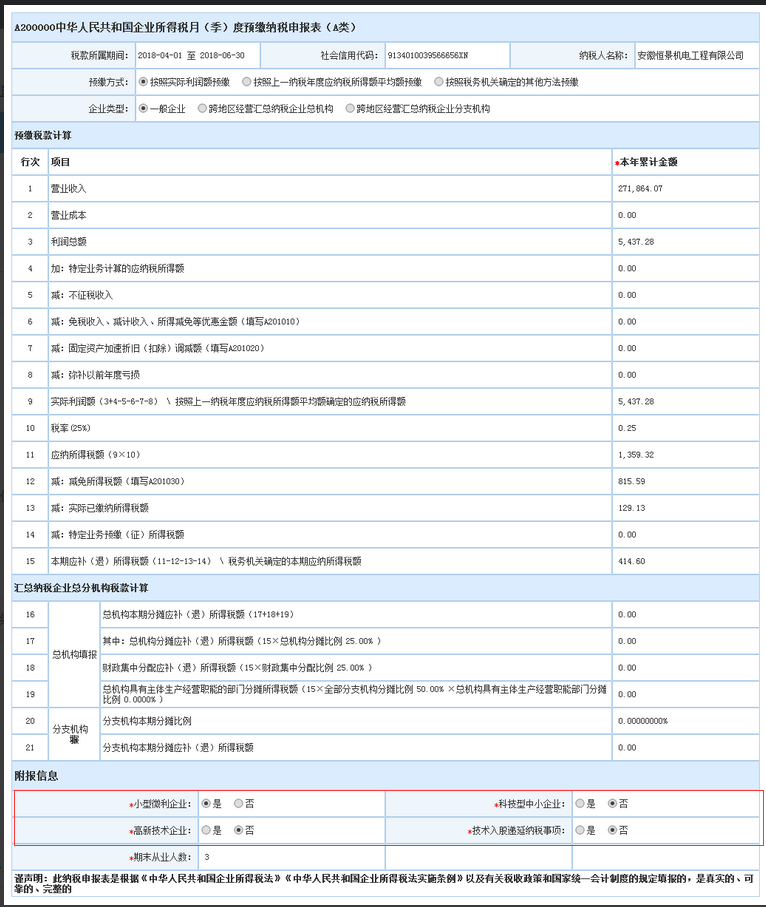 A200000中华人民共和国企业所得税月（季）度预缴纳税申报表（A类）
税款所属期间： 2018-04-01 至 2018-06-30 社会信用代码： 9134010039566656XN 纳税人名称： 安徽恒景机电工程有限公司
预缴方式： 按照实际利润额预缴 按照上一纳税年度应纳税所得额平均额预缴 按照税务机关确定的其他方法预缴
企业类型： 一般企业 跨地区经营汇总纳税企业总机构 跨地区经营汇总纳税企业分支机构
预缴税款计算
行次 项目 *本年累计金额
1 营业收入 271,864.07
2 营业成本 0.00
3 利润总额 5,437.28
4 加：特定业务计算的应纳税所得额 0.00
5 减：不征税收入 0.00
6 减：免税收入、减计收入、所得减免等优惠金额（填写A201010） 0.00
7 减：固定资产加速折旧（扣除）调减额（填写A201020） 0.00
8 减：弥补以前年度亏损 0.00
9 实际利润额（3+4-5-6-7-8） \ 按照上一纳税年度应纳税所得额平均额确定的应纳税所得额 5,437.28
10 税率(25%) 0.25
11 应纳所得税额（9×10） 1,359.32
12 减：减免所得税额（填写A201030） 815.59
13 减：实际已缴纳所得税额 129.13
14 减：特定业务预缴（征）所得税额 0.00
15 本期应补（退）所得税额（11-12-13-14） \ 税务机关确定的本期应纳所得税额 414.60
汇总纳税企业总分机构税款计算
16 总机构本期分摊应补（退）所得税额（17+18+19） 0.00
17 其中：总机构分摊应补（退）所得税额（15×总机构分摊比例 25.00% ） 0.00
总机构填报
18 财政集中分配应补（退）所得税额（15×财政集中分配比例 25.00% ） 0.00
19 总机构具有主体生产经营职能的部门分摊所得税额（15×全部分支机构分摊比例 50.00% ×总机构具有主体生产经营职能部门分摊
比例 0.0000% ） 0.00
20 分支机构本期分摊比例 0.00000000%
分支机构
21 分支机构本期分摊应补（退）所得税额 0.00
附报信息
*小型微利企业： 是 否 *科技型中小企业： 是 否
*高新技术企业： 是 否 *技术入股递延纳税事项： 是 否
*期末从业人数： 3
谨声明：此纳税申报表是根据《中华人民共和国企业所得税法》《中华人民共和国企业所得税法实施条例》以及有关税收政策和国家统一会计制度的规定填报的，是真实的、可
靠的、完整的